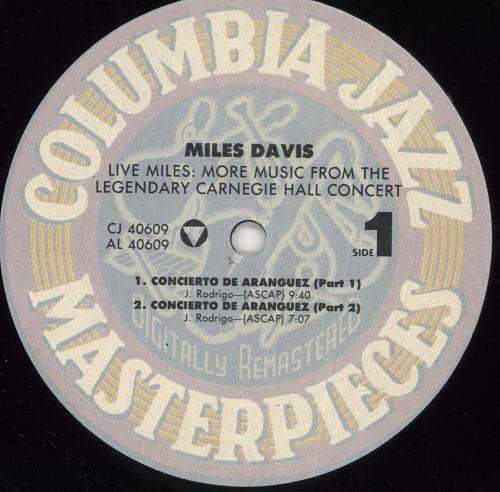 COLUMBIA JAZZ
MILES DAVIS
LIVE MILES: MORE MUSIC FROM THE
LEGENDARY CARNEGIE HALL CONCERT
CJ 40609
AL 40609
SIDE 1
1. CONCIERTO DE ARANGUEZ (Part 1)
J. Rodrigo—(ASCAP) 9:40
2. CONCIERTO DE ARANGUEZ (Part 2)
J. Rodrigo—(ASCAP) 7:07
DIGITALLY REMASTERED
MASTERPIECES